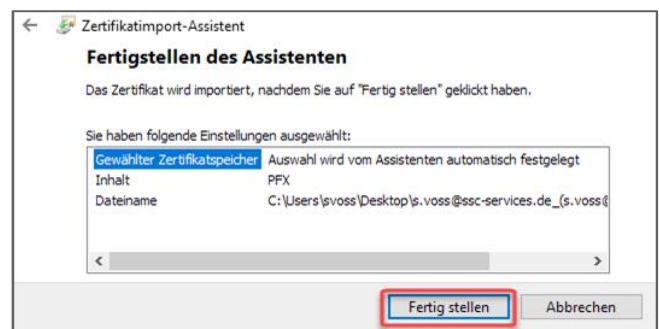 Zertifikatimport-Assistent
Fertigstellen des Assistenten
Das Zertifikat wird importiert, nachdem Sie auf "Fertig stellen" geklickt haben.
Sie haben folgende Einstellungen ausgewählt:
Gewählter Zertifikatspeicher Auswahl wird vom Assistenten automatisch festgelegt
Inhalt PFX
Dateiname C:\Users\svoss\Desktop\s.voss@ssc-services.de_(s.voss@
Fertig stellen Abbrechen